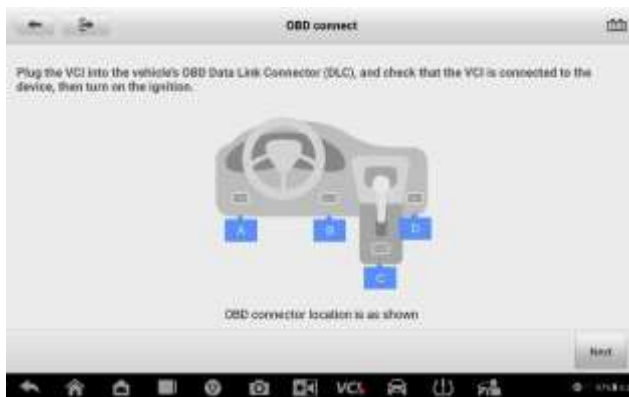 OBD connect
Plug the VCI into the vehicle's OBD Data Link Connector (DLC), and check that the VCI is connected to the
device, then turn on the ignition.
A
B
D
C
OBD connector location is as shown
Next
VCI